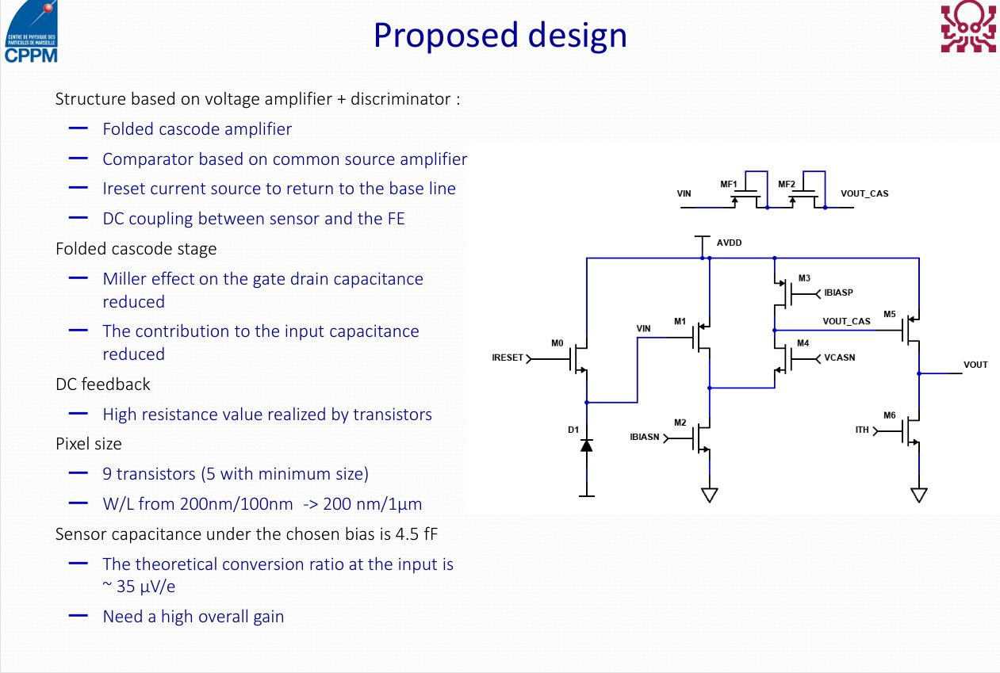 CENTRE DE PHYSIQUE DES
PARTICULES DE MARSEILLE
CPPM
Proposed design
Structure based on voltage amplifier + discriminator :
— Folded cascode amplifier
— Comparator based on common source amplifier
— Ireset current source to return to the base line
— DC coupling between sensor and the FE
Folded cascode stage
— Miller effect on the gate drain capacitance
reduced
— The contribution to the input capacitance
reduced
DC feedback
— High resistance value realized by transistors
Pixel size
— 9 transistors (5 with minimum size)
— W/L from 200nm/100nm -> 200 nm/1µm
Sensor capacitance under the chosen bias is 4.5 fF
— The theoretical conversion ratio at the input is
~ 35 µV/e
— Need a high overall gain
MF1
MF2
VIN
VOUT_CAS
AVDD
M3
IBIASP
M1
VOUT_CAS
M5
VIN
M0
M4
IRESET
VCASN
VOUT
M2
M6
D1
IBIASN
ITH